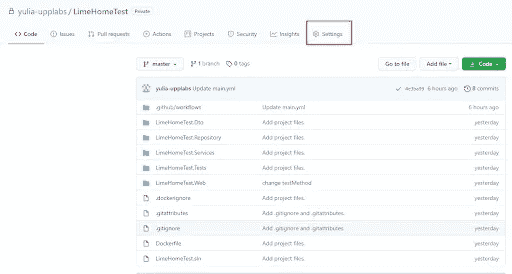 yulia-upplabs / LimeHomeTest Private
Code Issues Pull requests Actions Projects Security Insights Settings
master 1 branch 0 tags Go to file Add file Code
yulia-upplabs Update main.yml 6 hours ago 8 commits
.github/workflows Update main.yml 6 hours ago
LimeHomeTest.Dto Add project files. yesterday
LimeHomeTest.Repository Add project files. yesterday
LimeHomeTest.Services Add project files. yesterday
LimeHomeTest.Tests Add project files. yesterday
LimeHomeTest.Web change testMethod yesterday
.dockerignore Add project files. yesterday
.gitattributes Add .gitignore and .gitattributes. yesterday
.gitignore Add .gitignore and .gitattributes. yesterday
Dockerfile Add project files. yesterday
LimeHomeTest.sln Add project files. yesterday